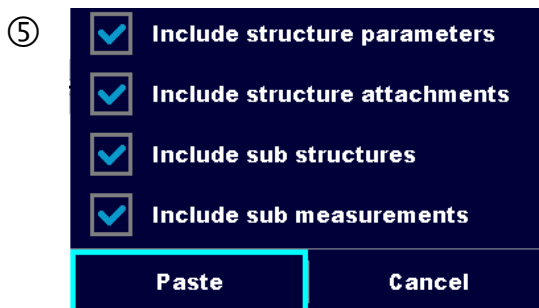 ⑤
Include structure parameters
Include structure attachments
Include sub structures
Include sub measurements
Paste Cancel